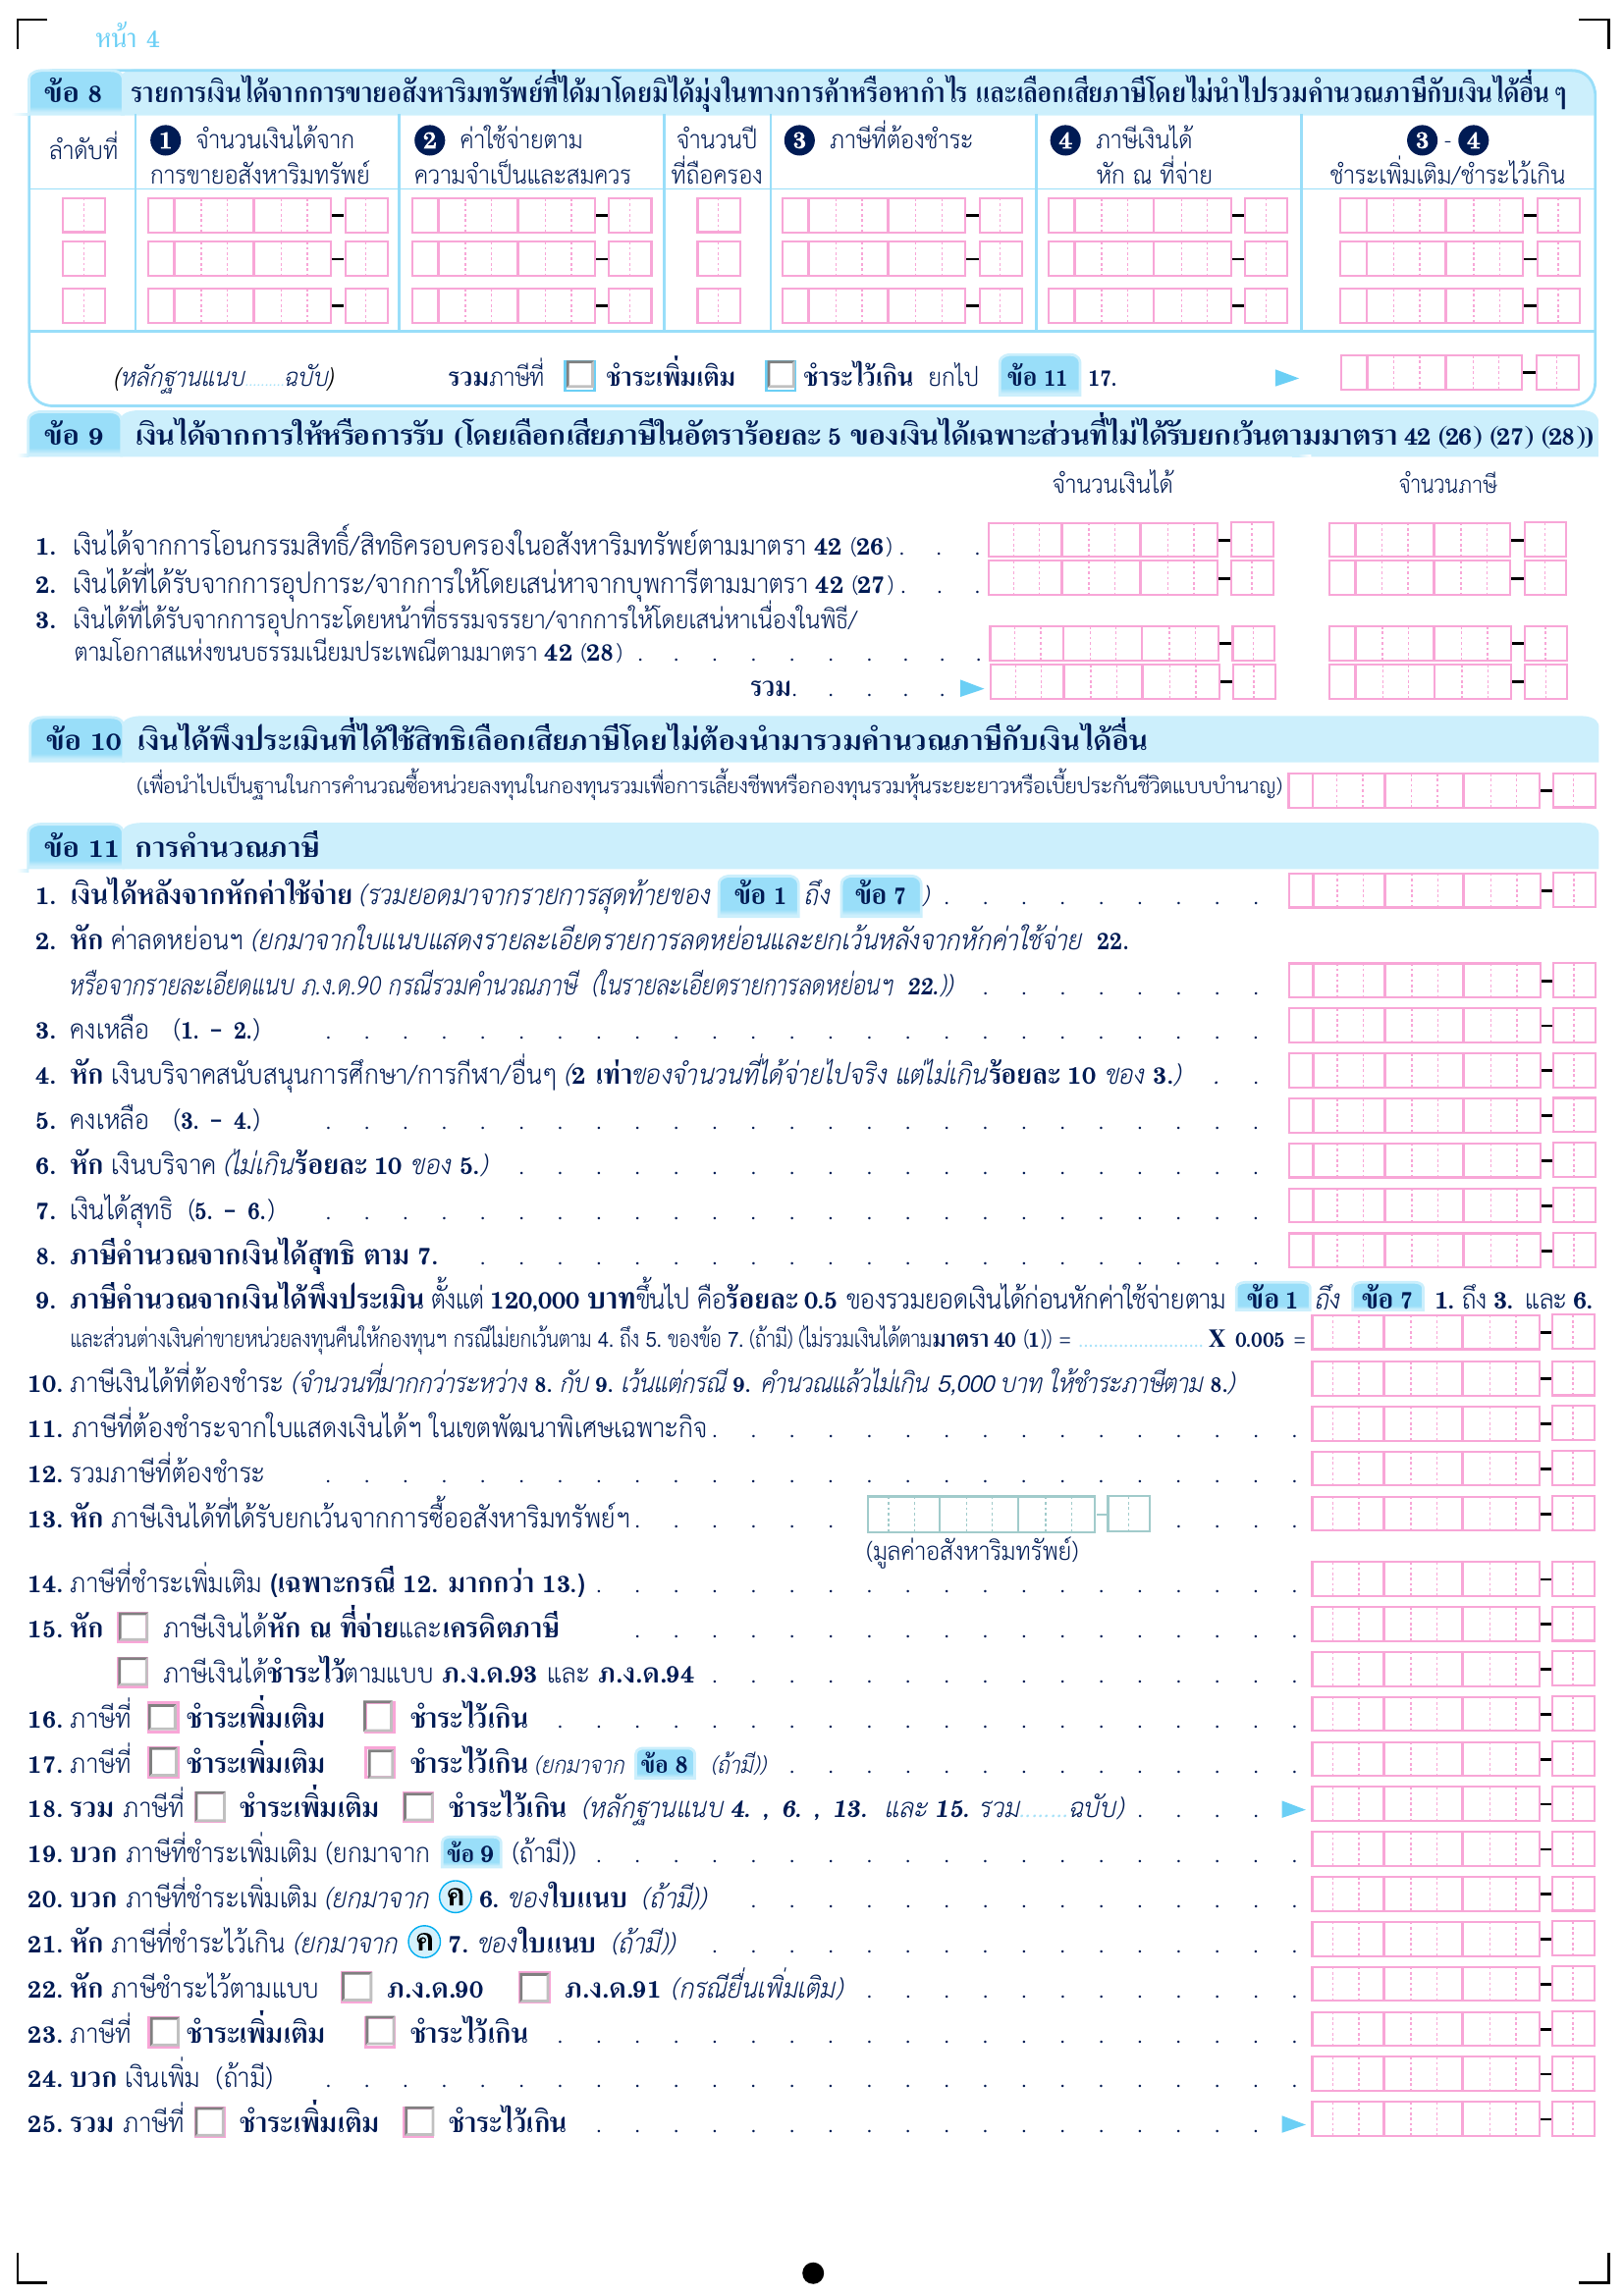 หน้า 4
ข้อ 8 รายการเงินได้จากการขายอสังหาริมทรัพย์ที่ได้มาโดยมิได้มุ่งในทางการค้าหรือหากำไร และเลือกเสียภาษีโดยไม่นำไปรวมคำนวณภาษีกับเงินได้อื่น ๆ
ลำดับที่
1 จำนวนเงินได้จาก
การขายอสังหาริมทรัพย์
2 ค่าใช้จ่ายตาม
ความจำเป็นและสมควร
จำนวนปี
ที่ถือครอง
3 ภาษีที่ต้องชำระ
4 ภาษีเงินได้
หัก ณ ที่จ่าย
3 - 4
ชำระเพิ่มเติม/ชำระไว้เกิน
(หลักฐานแบบ..........ฉบับ) รวมภาษีที่ ชำระเพิ่มเติม ชำระไว้เกิน ยกไป ข้อ 11 17.
ข้อ 9 เงินได้จากการให้หรือการรับ (โดยเลือกเสียภาษีในอัตราร้อยละ 5 ของเงินได้เฉพาะส่วนที่ไม่ได้รับยกเว้นตามมาตรา 42 (26) (27) (28))
จำนวนเงินได้ จำนวนภาษี
1. เงินได้จากการโอนกรรมสิทธิ์/สิทธิครอบครองในอสังหาริมทรัพย์ตามมาตรา 42 (26) . . .
2. เงินได้ที่ได้รับจากการอุปการะ/จากการให้โดยเสน่หาจากบุพการีตามมาตรา 42 (27) . . .
3. เงินได้ที่ได้รับจากการอุปการะโดยหน้าที่ธรรมจรรยา/จากการให้โดยเสน่หาเนื่องในพิธี/
ตามโอกาสแห่งขนบธรรมเนียมประเพณีตามมาตรา 42 (28) . . . . . . . . . .
รวม. . . . .
ข้อ 10 เงินได้พึงประเมินที่ได้ใช้สิทธิเลือกเสียภาษีโดยไม่ต้องนำมารวมคำนวณภาษีกับเงินได้อื่น
(เพื่อนำไปเป็นฐานในการคำนวณซื้อหน่วยลงทุนในกองทุนรวมเพื่อการเลี้ยงชีพหรือกองทุนรวมหุ้นระยะยาวหรือเบี้ยประกันชีวิตแบบบำนาญ)
ข้อ 11 การคำนวณภาษี
1. เงินได้หลังจากหักค่าใช้จ่าย (รวมยอดมาจากรายการสุดท้ายของ ข้อ 1 ถึง ข้อ 7 ) . . . . . . . . .
2. หัก ค่าลดหย่อนฯ (ยกมาจากใบแนบแสดงรายละเอียดรายการลดหย่อนและยกเว้นหลังจากหักค่าใช้จ่าย 22.
หรือจากรายละเอียดแนบ ภ.ง.ด.90 กรณีรวมคำนวณภาษี (ในรายละเอียดรายการลดหย่อนฯ 22.)) . . . . . . . .
3. คงเหลือ (1. - 2.) . . . . . . . . . . . . . . . . . . . . . . . . .
4. หัก เงินบริจาคสนับสนุนการศึกษา/การกีฬา/อื่นๆ (2 เท่าของจำนวนที่ได้จ่ายไปจริง แต่ไม่เกินร้อยละ 10 ของ 3.) . .
5. คงเหลือ (3. - 4.) . . . . . . . . . . . . . . . . . . . . . . . . .
6. หัก เงินบริจาค (ไม่เกินร้อยละ 10 ของ 5.) . . . . . . . . . . . . . . . . . . . .
7. เงินได้สุทธิ (5. - 6.) . . . . . . . . . . . . . . . . . . . . . . . . .
8. ภาษีคำนวณจากเงินได้สุทธิ ตาม 7. . . . . . . . . . . . . . . . . . . . . .
9. ภาษีคำนวณจากเงินได้พึงประเมิน ตั้งแต่ 120,000 บาทขึ้นไป คือร้อยละ 0.5 ของรวมยอดเงินได้ก่อนหักค่าใช้จ่ายตาม ข้อ 1 ถึง ข้อ 7 1. ถึง 3. และ 6.
และส่วนต่างเงินค่าขายหน่วยลงทุนคืนให้กองทุนฯ กรณีไม่ยกเว้นตาม 4. ถึง 5. ของข้อ 7. (ถ้ามี) (ไม่รวมเงินได้ตามมาตรา 40 (1)) = .......................... X 0.005 =
10. ภาษีเงินได้ที่ต้องชำระ (จำนวนที่มากกว่าระหว่าง 8. กับ 9. เว้นแต่กรณี 9. คำนวณแล้วไม่เกิน 5,000 บาท ให้ชำระภาษีตาม 8.)
11. ภาษีที่ต้องชำระจากใบแสดงเงินได้ฯ ในเขตพัฒนาพิเศษเฉพาะกิจ . . . . . . . . . . . . . . . .
12. รวมภาษีที่ต้องชำระ . . . . . . . . . . . . . . . . . . . . . . . . . .
13. หัก ภาษีเงินได้ที่ได้รับยกเว้นจากการซื้ออสังหาริมทรัพย์ฯ . . . . . . . . . .
(มูลค่าอสังหาริมทรัพย์)
14. ภาษีที่ชำระเพิ่มเติม (เฉพาะกรณี 12. มากกว่า 13.) . . . . . . . . . . . . . . . . . . .
15. หัก ภาษีเงินได้หัก ณ ที่จ่ายและเครดิตภาษี . . . . . . . . . . . . . . . . . .
ภาษีเงินได้ชำระไว้ตามแบบ ภ.ง.ด.93 และ ภ.ง.ด.94 . . . . . . . . . . . . . . . .
16. ภาษีที่ ชำระเพิ่มเติม ชำระไว้เกิน . . . . . . . . . . . . . . . . . . . .
17. ภาษีที่ ชำระเพิ่มเติม ชำระไว้เกิน (ยกมาจาก ข้อ 8 (ถ้ามี)) . . . . . . . . . . . . . .
18. รวม ภาษีที่ ชำระเพิ่มเติม ชำระไว้เกิน (หลักฐานแบบ 4. , 6. , 13. และ 15. รวม........ฉบับ) . . . .
19. บวก ภาษีที่ชำระเพิ่มเติม (ยกมาจาก ข้อ 9 (ถ้ามี)) . . . . . . . . . . . . . . . . . . .
20. บวก ภาษีที่ชำระเพิ่มเติม (ยกมาจาก ค 6. ของใบแนบ (ถ้ามี)) . . . . . . . . . . . . . . .
21. หัก ภาษีที่ชำระไว้เกิน (ยกมาจาก ค 7. ของใบแนบ (ถ้ามี)) . . . . . . . . . . . . . . . .
22. หัก ภาษีชำระไว้ตามแบบ ภ.ง.ด.90 ภ.ง.ด.91 (กรณียื่นเพิ่มเติม) . . . . . . . . . . . .
23. ภาษีที่ ชำระเพิ่มเติม ชำระไว้เกิน . . . . . . . . . . . . . . . . . . . .
24. บวก เงินเพิ่ม (ถ้ามี) . . . . . . . . . . . . . . . . . . . . . . . . . .
25. รวม ภาษีที่ ชำระเพิ่มเติม ชำระไว้เกิน . . . . . . . . . . . . . . . . . .